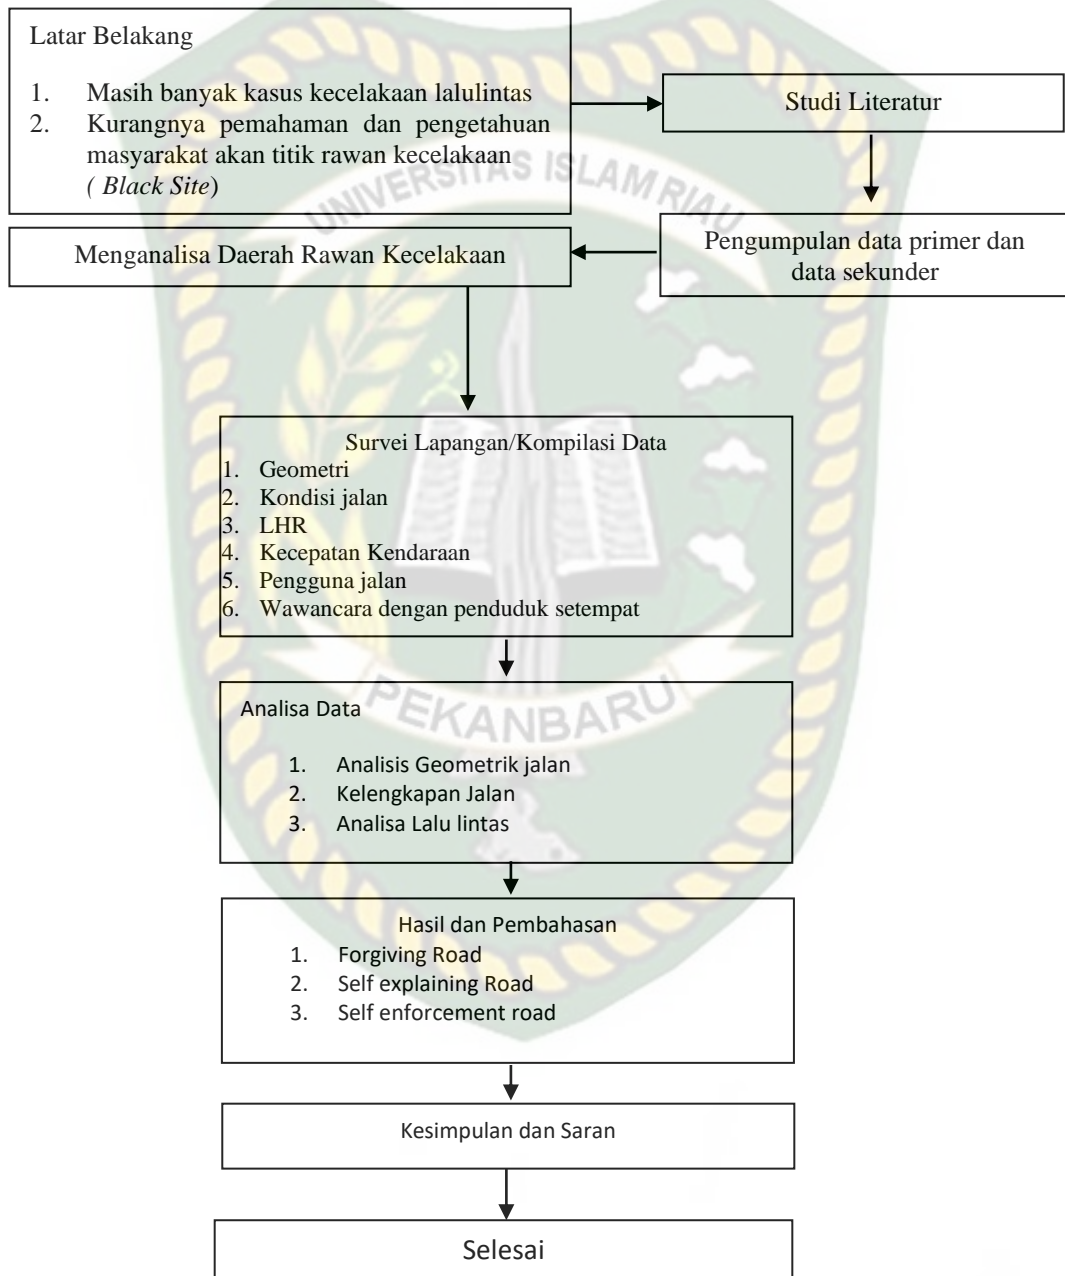 Latar Belakang
1. Masih banyak kasus kecelakaan lalulintas
2. Kurangnya pemahaman dan pengetahuan
masyarakat akan titik rawan kecelakaan
( Black Site)
Studi Literatur
Pengumpulan data primer dan
data sekunder
Menganalisa Daerah Rawan Kecelakaan
UNIVERSITAS ISLAM RIAU
Survei Lapangan/Kompilasi Data
1. Geometri
2. Kondisi jalan
3. LHR
4. Kecepatan Kendaraan
5. Pengguna jalan
6. Wawancara dengan penduduk setempat
PEKANBARU
Analisa Data
1. Analisis Geometrik jalan
2. Kelengkapan Jalan
3. Analisa Lalu lintas
Hasil dan Pembahasan
1. Forgiving Road
2. Self explaining Road
3. Self enforcement road
Kesimpulan dan Saran
Selesai